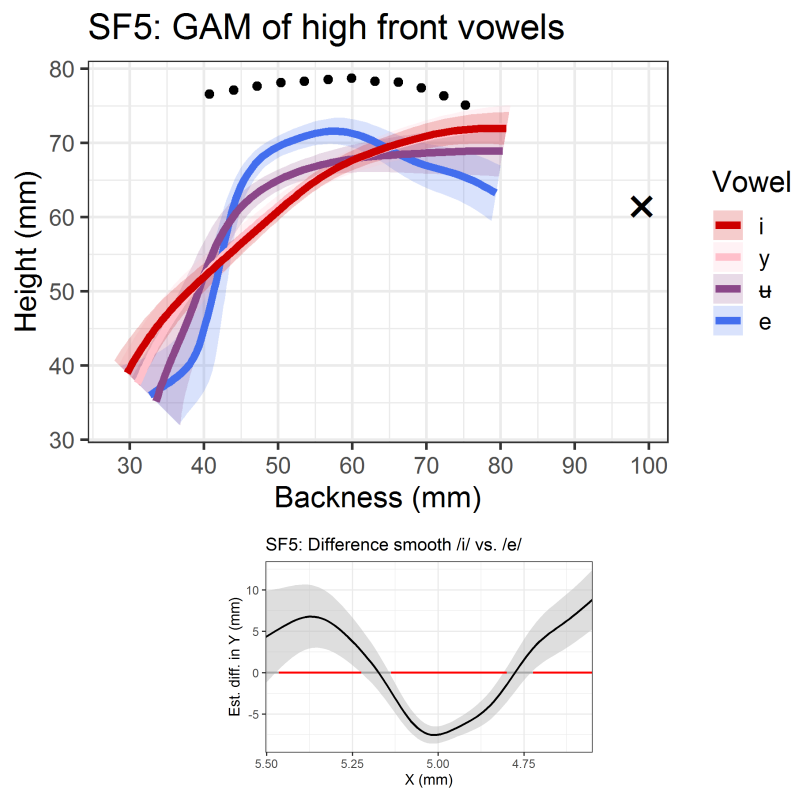 SF5: GAM of high front vowels
80
70
60
50
40
30
Height (mm)
30 40 50 60 70 80 90 100
Backness (mm)
Vowel
i
y
ʉ
e
SF5: Difference smooth /i/ vs. /e/
10
5
0
-5
Est. diff. in Y (mm)
5.50 5.25 5.00 4.75
X (mm)